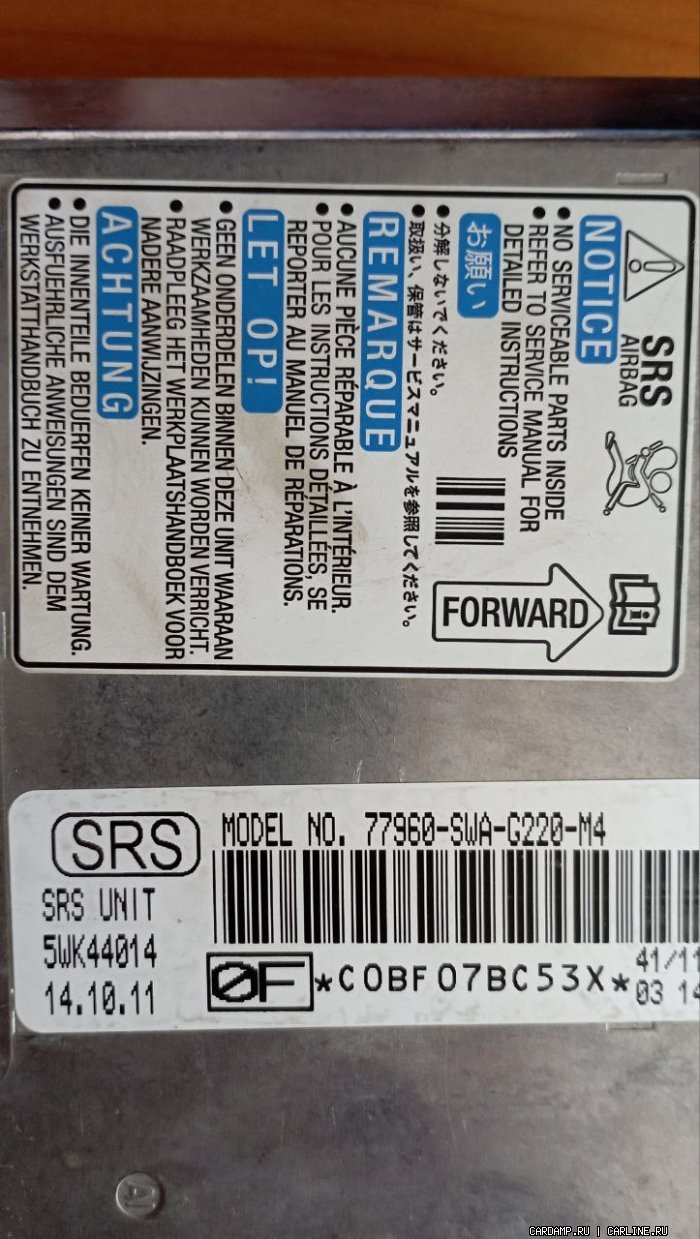 SRS
AIRBAG
NOTICE
● NO SERVICEABLE PARTS INSIDE
● REFER TO SERVICE MANUAL FOR
DETAILED INSTRUCTIONS
お願い
● 分解しないでください。
● 取扱い、保管はサービスマニュアルを参照してください。
FORWARD
REMARQUE
● AUCUNE PIÈCE RÉPARABLE À L'INTÉRIEUR.
● POUR LES INSTRUCTIONS DÉTAILLÉES, SE
REPORTER AU MANUEL DE RÉPARATIONS.
LET OP!
● GEEN ONDERDELEN BINNEN DEZE UNIT WAARAAN
WERKZAAMHEDEN KUNNEN WORDEN VERRICHT.
● RAADPLEEG HET WERKPLAATSHANDBOEK VOOR
NADERE AANWIJZINGEN.
ACHTUNG
● DIE INNENTEILE BEDUERFEN KEINER WARTUNG.
● AUSFUEHRLICHE ANWEISUNGEN SIND DEM
WERKSTATTHANDBUCH ZU ENTNEHMEN.
SRS
MODEL NO. 77960-SWA-G220-M4
SRS UNIT
5WK44014
14.10.11
0F
*C0BF07BC53X*
41/11
03 14
AI
CARDAMP.RU | CARLINE.RU